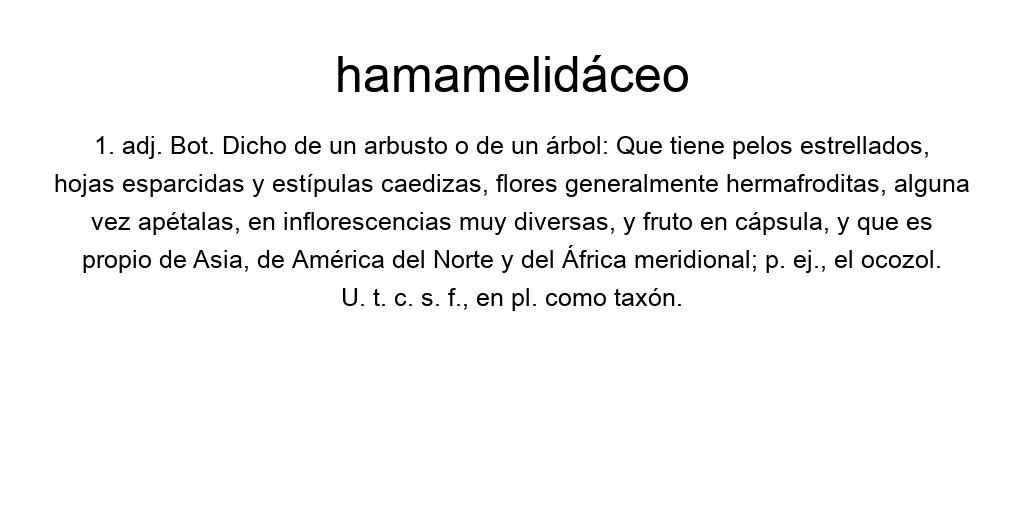 hamamelidáceo
1. adj. Bot. Dicho de un arbusto o de un árbol: Que tiene pelos estrellados,
hojas esparcidas y estípulas caedizas, flores generalmente hermafroditas, alguna
vez apétalas, en inflorescencias muy diversas, y fruto en cápsula, y que es
propio de Asia, de América del Norte y del África meridional; p. ej., el ocozol.
U. t. c. s. f., en pl. como taxón.